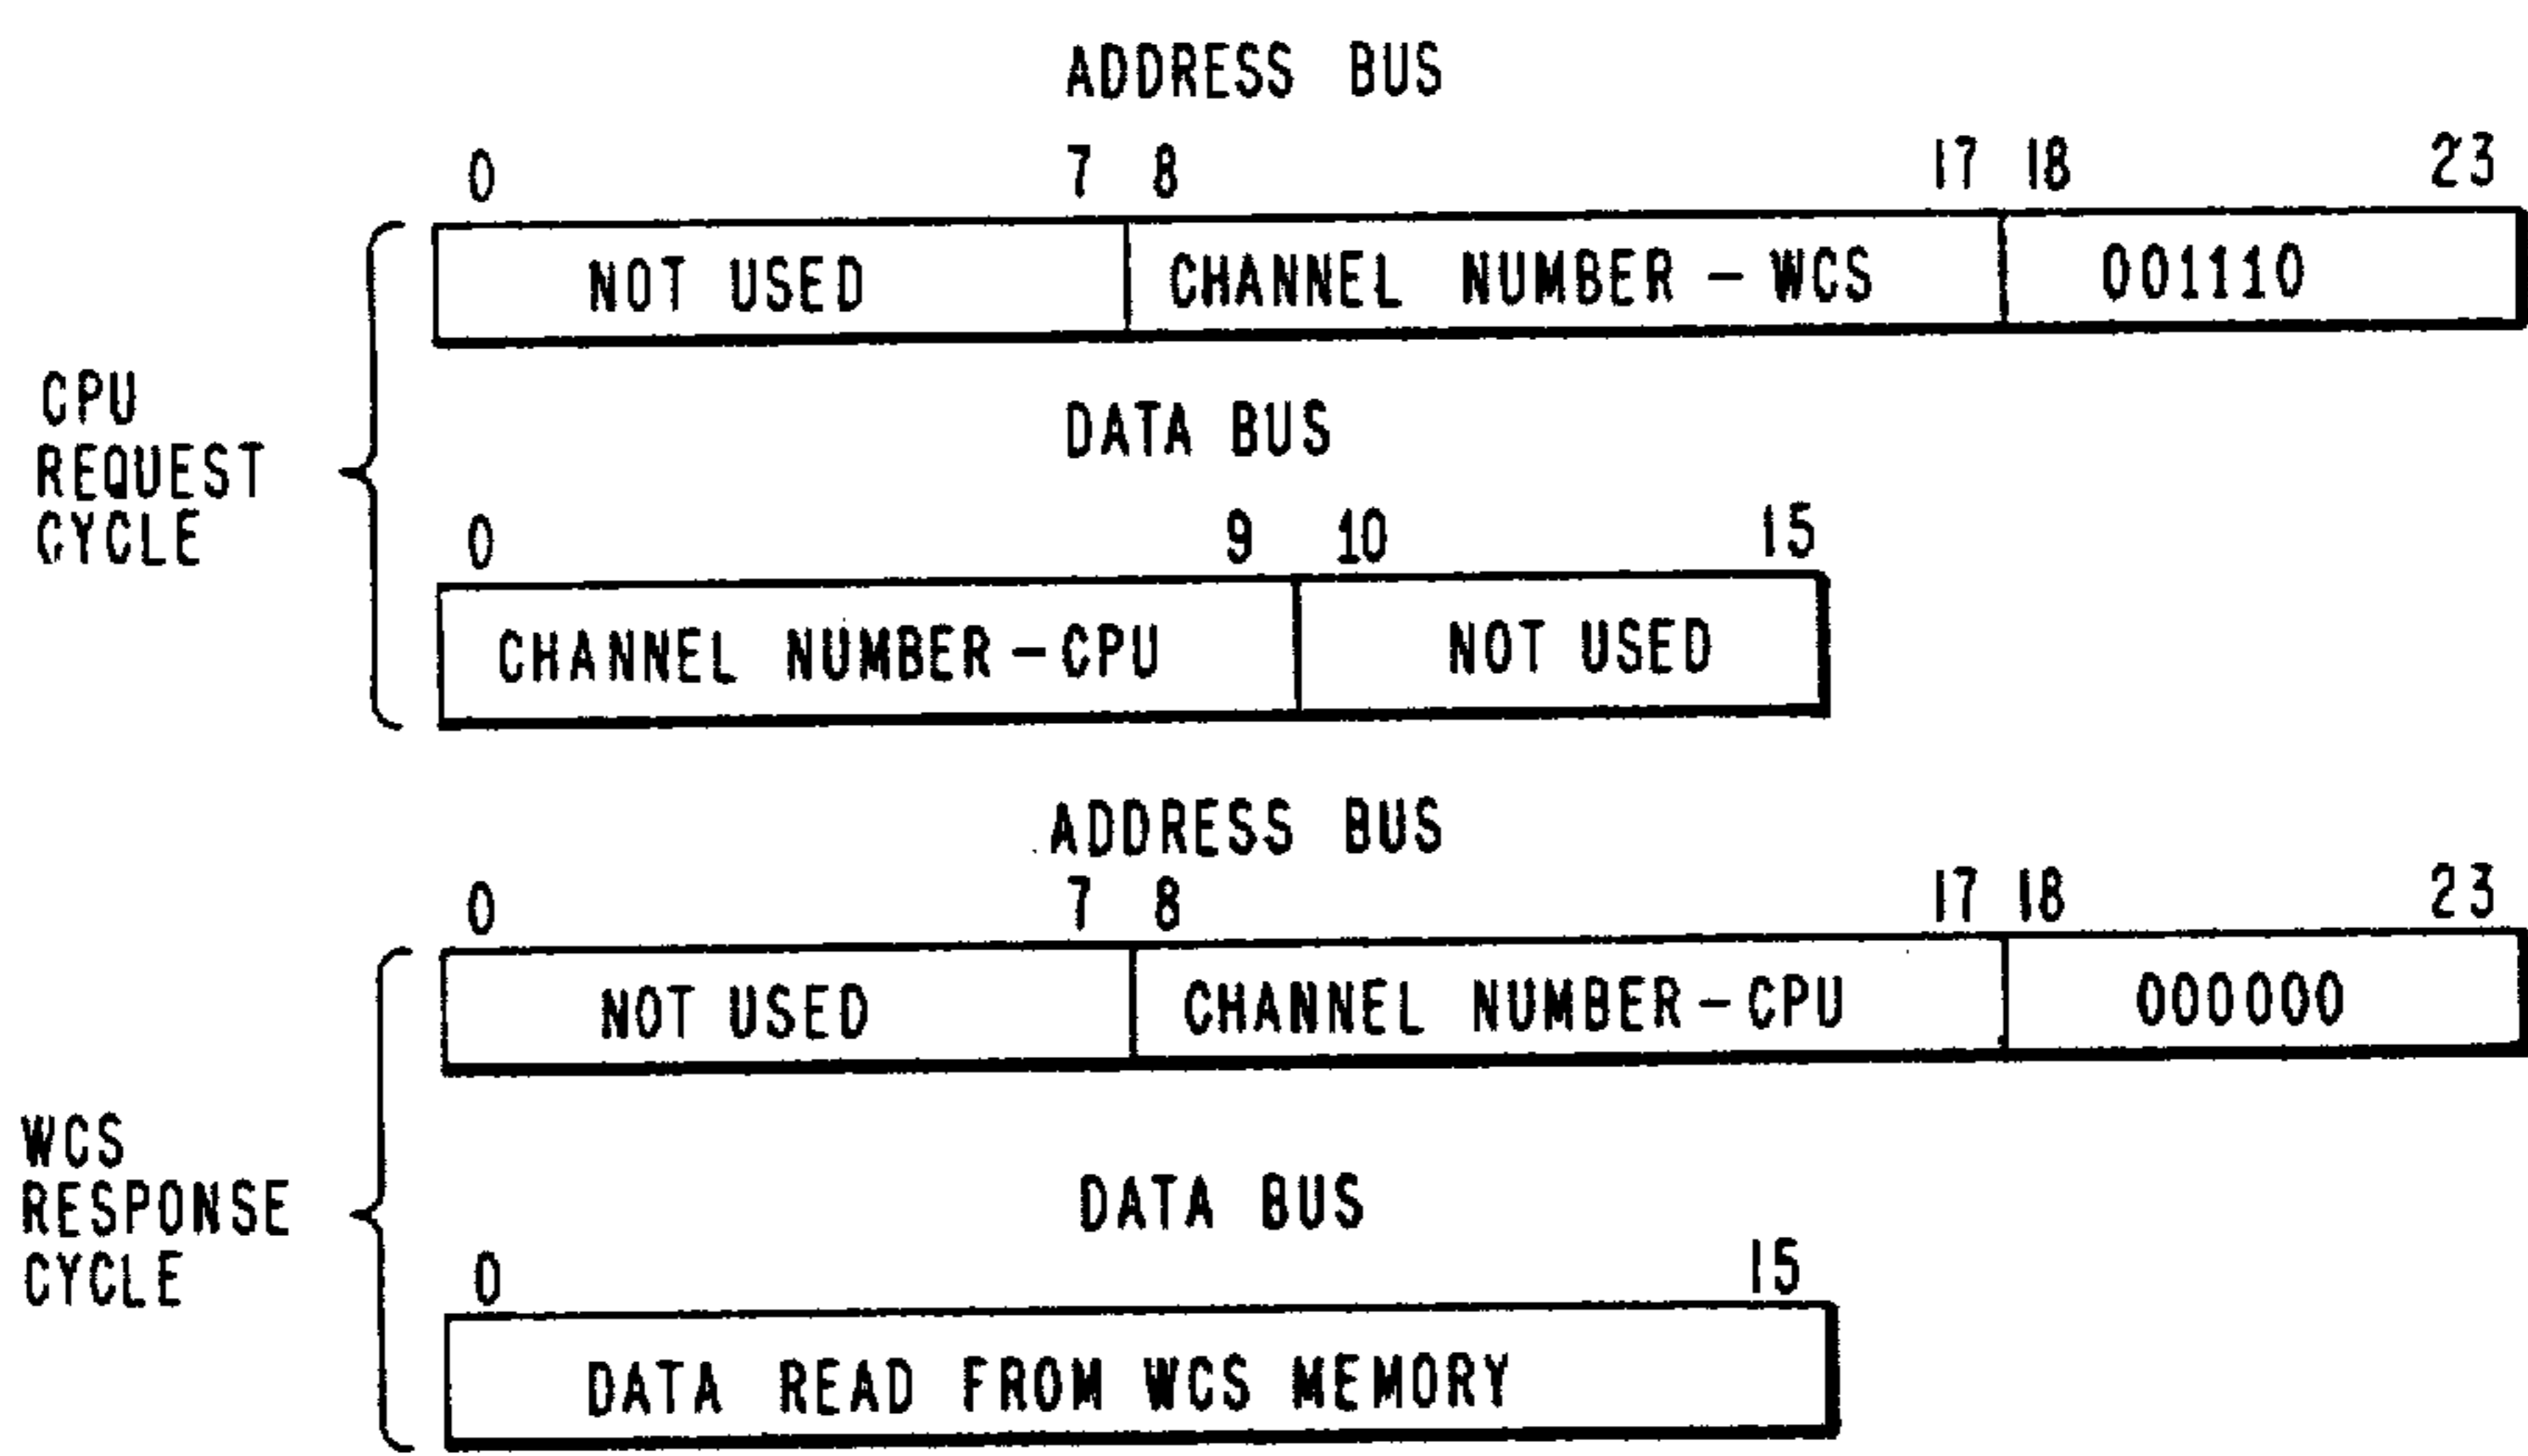 ADDRESS BUS
0 7 8 17 18 23
NOT USED CHANNEL NUMBER - WCS 001110
CPU
REQUEST
CYCLE
DATA BUS
0 9 10 15
CHANNEL NUMBER - CPU NOT USED
ADDRESS BUS
0 7 8 17 18 23
NOT USED CHANNEL NUMBER - CPU 000000
WCS
RESPONSE
CYCLE
DATA BUS
0 15
DATA READ FROM WCS MEMORY